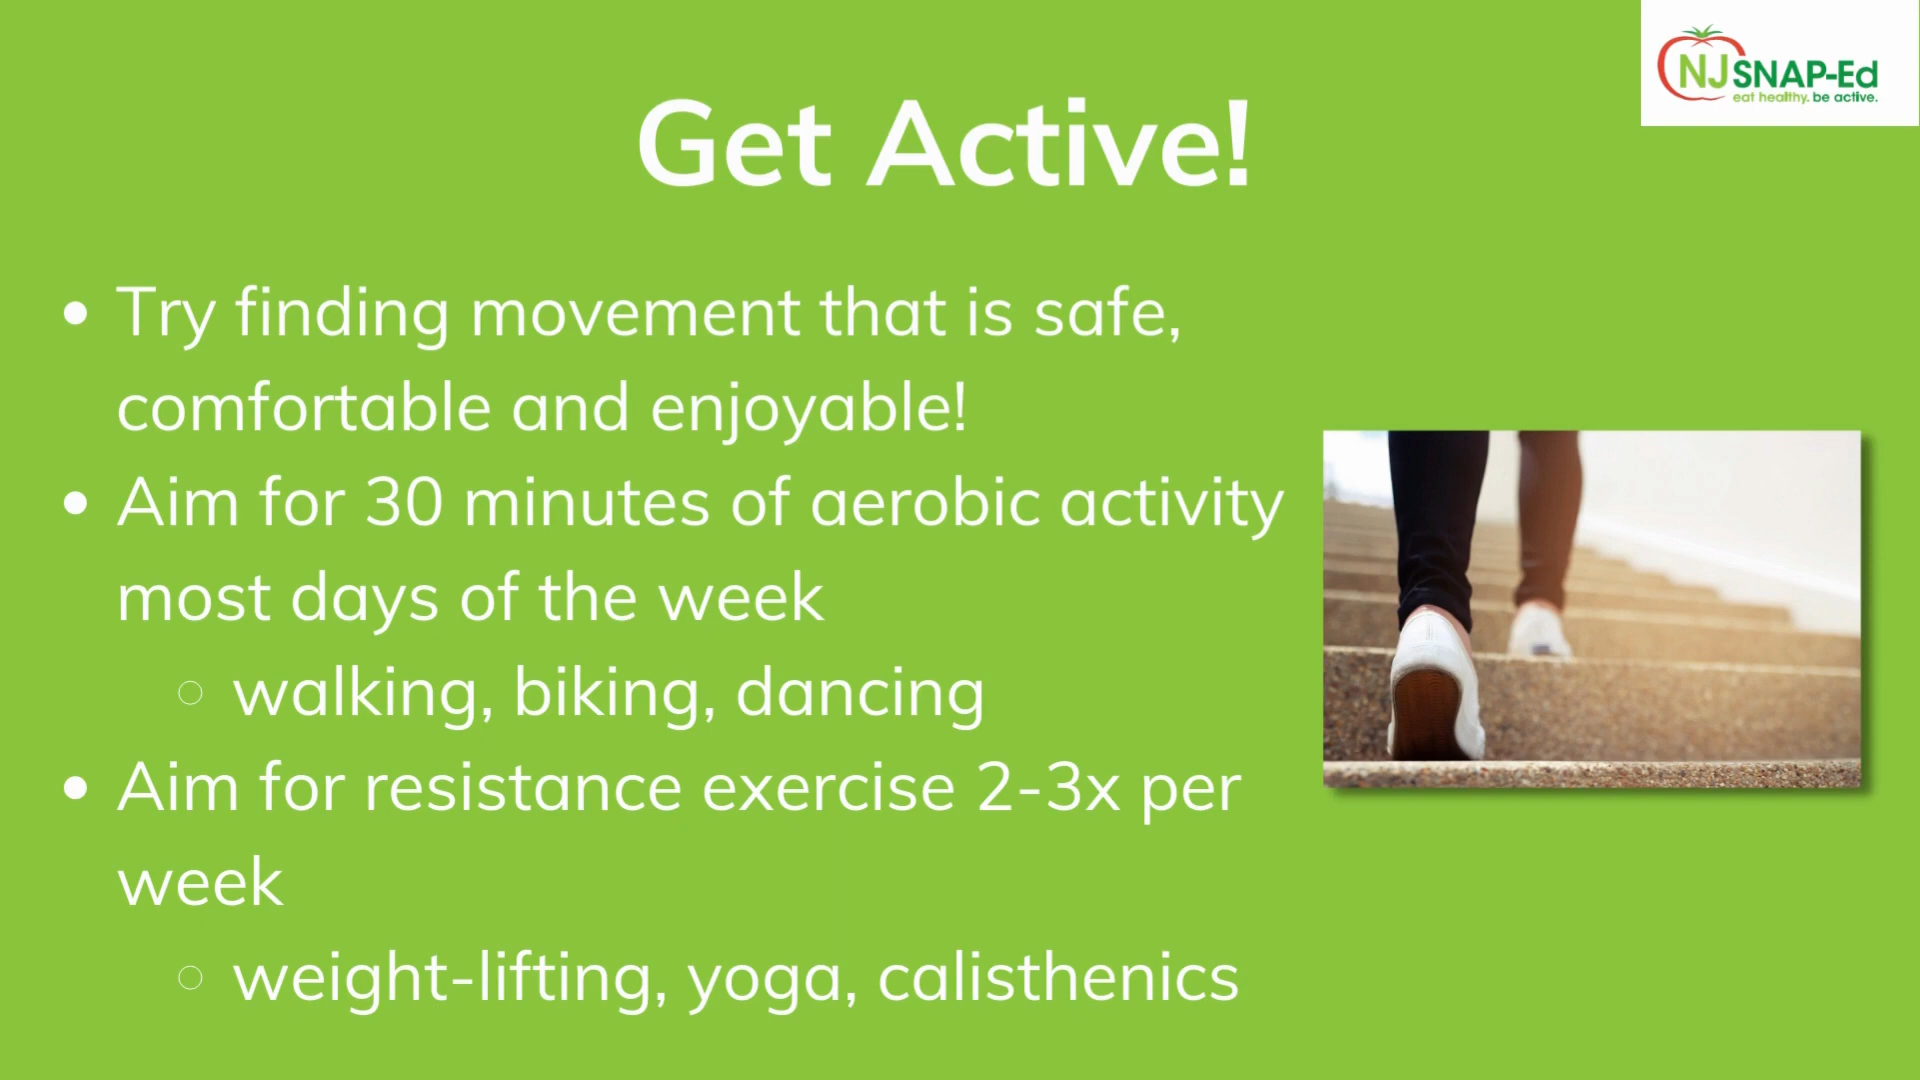 NJ SNAP-Ed
eat healthy. be active.
Get Active!
• Try finding movement that is safe,
comfortable and enjoyable!
• Aim for 30 minutes of aerobic activity
most days of the week
○ walking, biking, dancing
• Aim for resistance exercise 2-3x per
week
○ weight-lifting, yoga, calisthenics